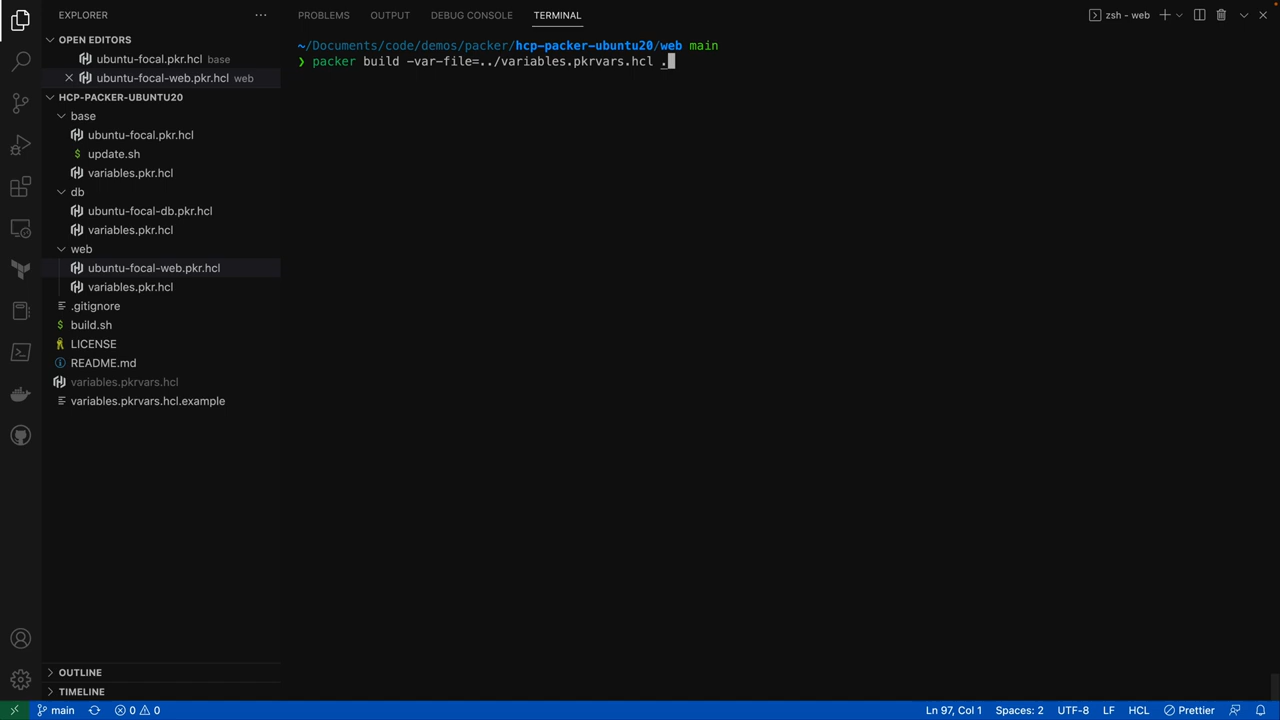 EXPLORER
OPEN EDITORS
ubuntu-focal.pkr.hcl base
ubuntu-focal-web.pkr.hcl web
HCP-PACKER-UBUNTU20
base
ubuntu-focal.pkr.hcl
$ update.sh
variables.pkr.hcl
db
ubuntu-focal-db.pkr.hcl
variables.pkr.hcl
web
ubuntu-focal-web.pkr.hcl
variables.pkr.hcl
.gitignore
$ build.sh
LICENSE
README.md
variables.pkrvars.hcl
variables.pkrvars.hcl.example
OUTLINE
TIMELINE
PROBLEMS OUTPUT DEBUG CONSOLE TERMINAL
zsh - web
~/Documents/code/demos/packer/hcp-packer-ubuntu20/web main
❯ packer build -var-file=../variables.pkrvars.hcl .
main 0 0 Ln 97, Col 1 Spaces: 2 UTF-8 LF HCL Prettier